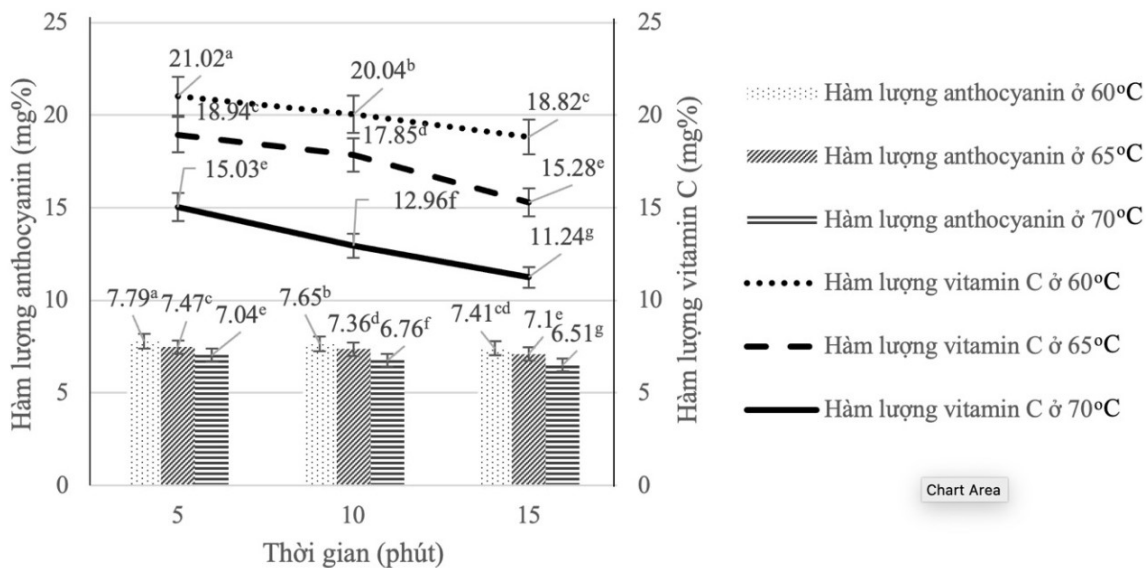 Hàm lượng anthocyanin (mg%)
25
20
15
10
5
0
21.02ᵃ
20.04ᵇ
18.82ᶜ
18.94ᶜ
17.85ᵈ
15.28ᵉ
15.03ᵉ
12.96f
11.24ᵍ
7.79ᵃ
7.47ᶜ
7.04ᵉ
7.65ᵇ
7.36ᵈ
6.76ᶠ
7.41ᶜᵈ
7.1ᵉ
6.51ᵍ
5
10
15
Thời gian (phút)
25
20
15
10
5
0
Hàm lượng vitamin C (mg%)
Hàm lượng anthocyanin ở 60ºC
Hàm lượng anthocyanin ở 65ºC
Hàm lượng anthocyanin ở 70ºC
Hàm lượng vitamin C ở 60ºC
Hàm lượng vitamin C ở 65ºC
Hàm lượng vitamin C ở 70ºC
Chart Area